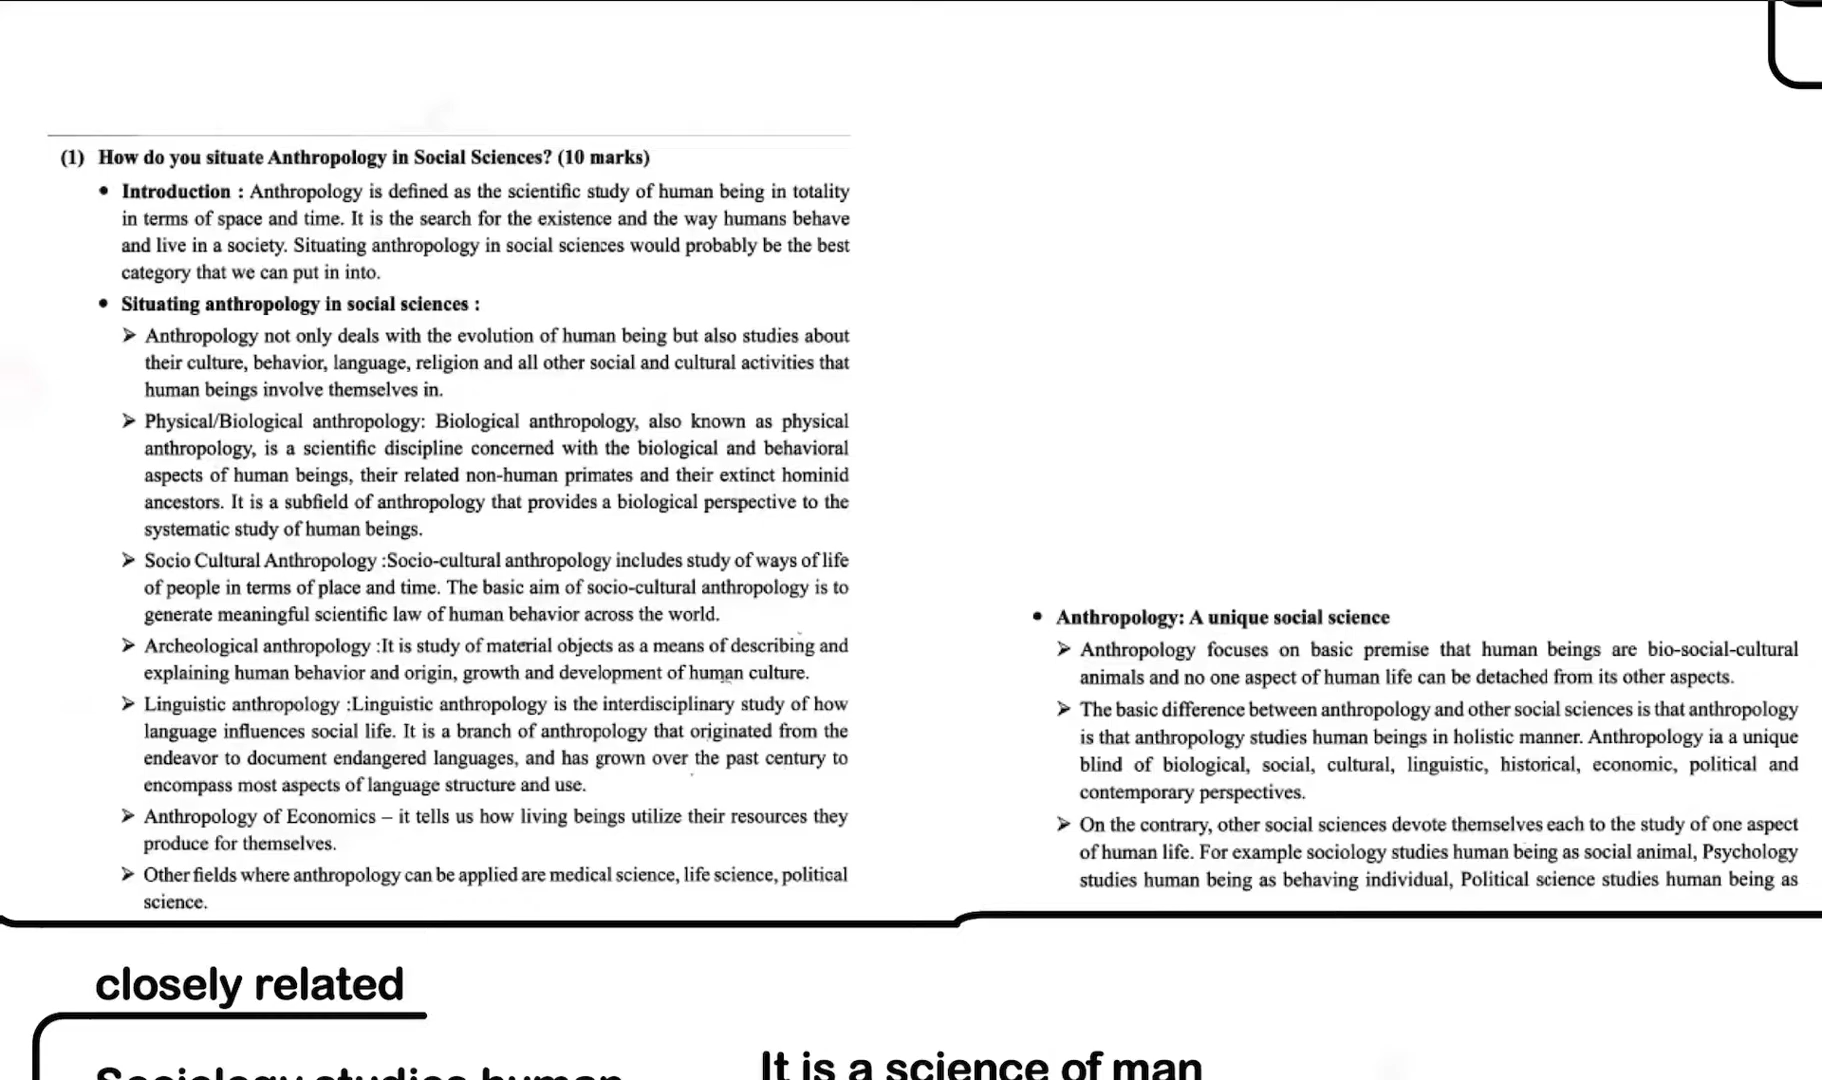 (1) How do you situate Anthropology in Social Sciences? (10 marks)
• Introduction : Anthropology is defined as the scientific study of human being in totality
in terms of space and time. It is the search for the existence and the way humans behave
and live in a society. Situating anthropology in social sciences would probably be the best
category that we can put in into.
• Situating anthropology in social sciences :
➢ Anthropology not only deals with the evolution of human being but also studies about
their culture, behavior, language, religion and all other social and cultural activities that
human beings involve themselves in.
➢ Physical/Biological anthropology: Biological anthropology, also known as physical
anthropology, is a scientific discipline concerned with the biological and behavioral
aspects of human beings, their related non-human primates and their extinct hominid
ancestors. It is a subfield of anthropology that provides a biological perspective to the
systematic study of human beings.
➢ Socio Cultural Anthropology :Socio-cultural anthropology includes study of ways of life
of people in terms of place and time. The basic aim of socio-cultural anthropology is to
generate meaningful scientific law of human behavior across the world.
➢ Archeological anthropology :It is study of material objects as a means of describing and
explaining human behavior and origin, growth and development of human culture.
➢ Linguistic anthropology :Linguistic anthropology is the interdisciplinary study of how
language influences social life. It is a branch of anthropology that originated from the
endeavor to document endangered languages, and has grown over the past century to
encompass most aspects of language structure and use.
➢ Anthropology of Economics – it tells us how living beings utilize their resources they
produce for themselves.
➢ Other fields where anthropology can be applied are medical science, life science, political
science.
• Anthropology: A unique social science
➢ Anthropology focuses on basic premise that human beings are bio-social-cultural
animals and no one aspect of human life can be detached from its other aspects.
➢ The basic difference between anthropology and other social sciences is that anthropology
is that anthropology studies human beings in holistic manner. Anthropology ia a unique
blind of biological, social, cultural, linguistic, historical, economic, political and
contemporary perspectives.
➢ On the contrary, other social sciences devote themselves each to the study of one aspect
of human life. For example sociology studies human being as social animal, Psychology
studies human being as behaving individual, Political science studies human being as
closely related
Sociology studies human
It is a science of man